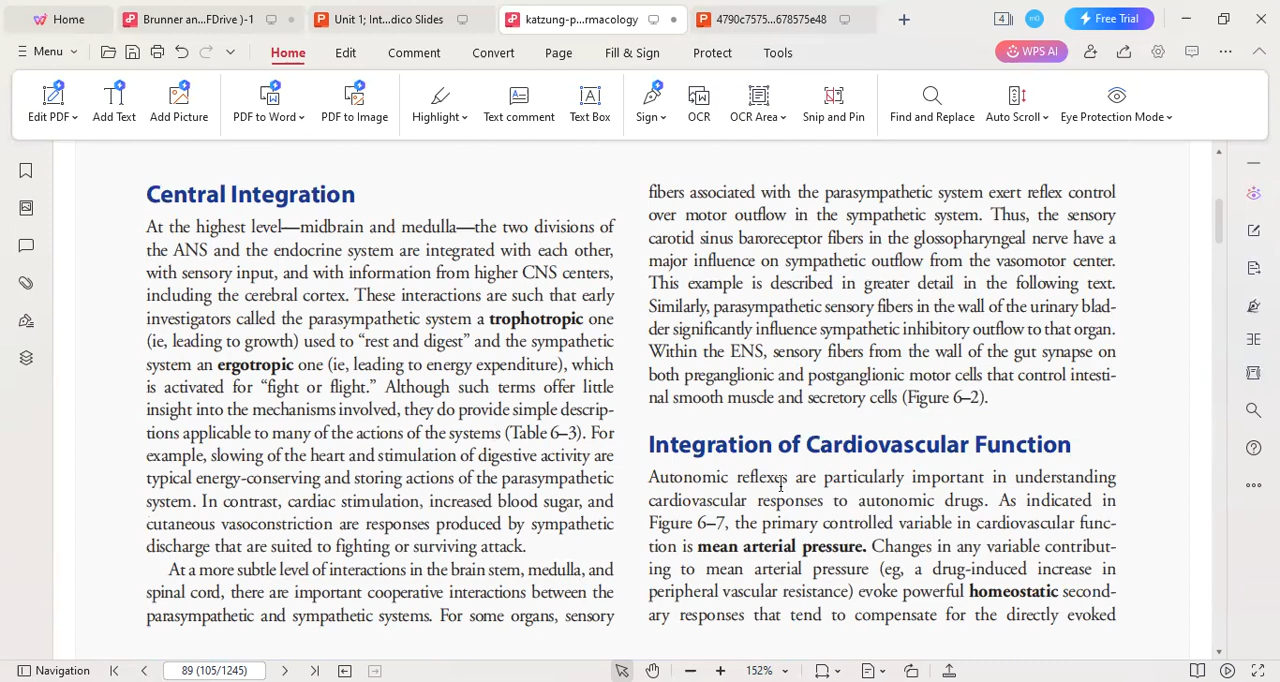 Home
Brunner an...FDrive )-1
Unit 1; Int...dico Slides
katzung-p...rmacology
4790c7575...678575e48
4
Free Trial
Menu
Home
Edit
Comment
Convert
Page
Fill & Sign
Protect
Tools
WPS AI
Edit PDF
Add Text
Add Picture
PDF to Word
PDF to Image
Highlight
Text comment
Text Box
Sign
OCR
OCR Area
Snip and Pin
Find and Replace
Auto Scroll
Eye Protection Mode
Central Integration
At the highest level—midbrain and medulla—the two divisions of
the ANS and the endocrine system are integrated with each other,
with sensory input, and with information from higher CNS centers,
including the cerebral cortex. These interactions are such that early
investigators called the parasympathetic system a trophotropic one
(ie, leading to growth) used to “rest and digest” and the sympathetic
system an ergotropic one (ie, leading to energy expenditure), which
is activated for “fight or flight.” Although such terms offer little
insight into the mechanisms involved, they do provide simple descrip-
tions applicable to many of the actions of the systems (Table 6–3). For
example, slowing of the heart and stimulation of digestive activity are
typical energy-conserving and storing actions of the parasympathetic
system. In contrast, cardiac stimulation, increased blood sugar, and
cutaneous vasoconstriction are responses produced by sympathetic
discharge that are suited to fighting or surviving attack.
At a more subtle level of interactions in the brain stem, medulla, and
spinal cord, there are important cooperative interactions between the
parasympathetic and sympathetic systems. For some organs, sensory
fibers associated with the parasympathetic system exert reflex control
over motor outflow in the sympathetic system. Thus, the sensory
carotid sinus baroreceptor fibers in the glossopharyngeal nerve have a
major influence on sympathetic outflow from the vasomotor center.
This example is described in greater detail in the following text.
Similarly, parasympathetic sensory fibers in the wall of the urinary blad-
der significantly influence sympathetic inhibitory outflow to that organ.
Within the ENS, sensory fibers from the wall of the gut synapse on
both preganglionic and postganglionic motor cells that control intesti-
nal smooth muscle and secretory cells (Figure 6–2).
Integration of Cardiovascular Function
Autonomic reflexes are particularly important in understanding
cardiovascular responses to autonomic drugs. As indicated in
Figure 6–7, the primary controlled variable in cardiovascular func-
tion is mean arterial pressure. Changes in any variable contribut-
ing to mean arterial pressure (eg, a drug-induced increase in
peripheral vascular resistance) evoke powerful homeostatic second-
ary responses that tend to compensate for the directly evoked
Navigation
89 (105/1245)
152%